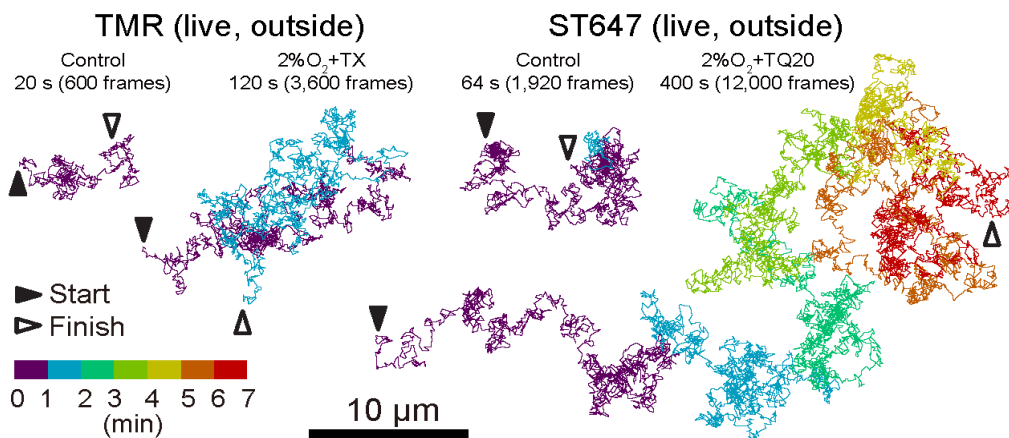 TMR (live, outside)
ST647 (live, outside)
Control
20 s (600 frames)
2%O₂+TX
120 s (3,600 frames)
Control
64 s (1,920 frames)
2%O₂+TQ20
400 s (12,000 frames)
Start
Finish
0 1 2 3 4 5 6 7
(min)
10 μm